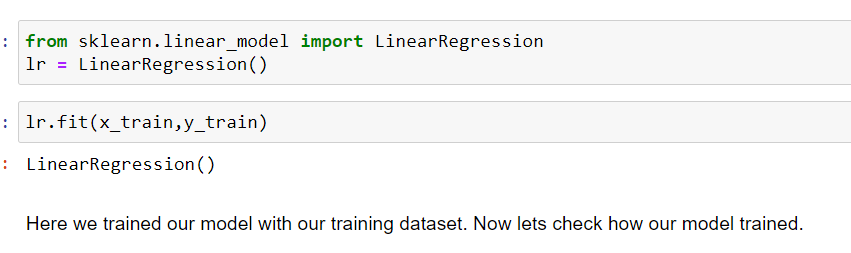 : from sklearn.linear_model import LinearRegression
lr = LinearRegression()
: lr.fit(x_train,y_train)
: LinearRegression()
Here we trained our model with our training dataset. Now lets check how our model trained.